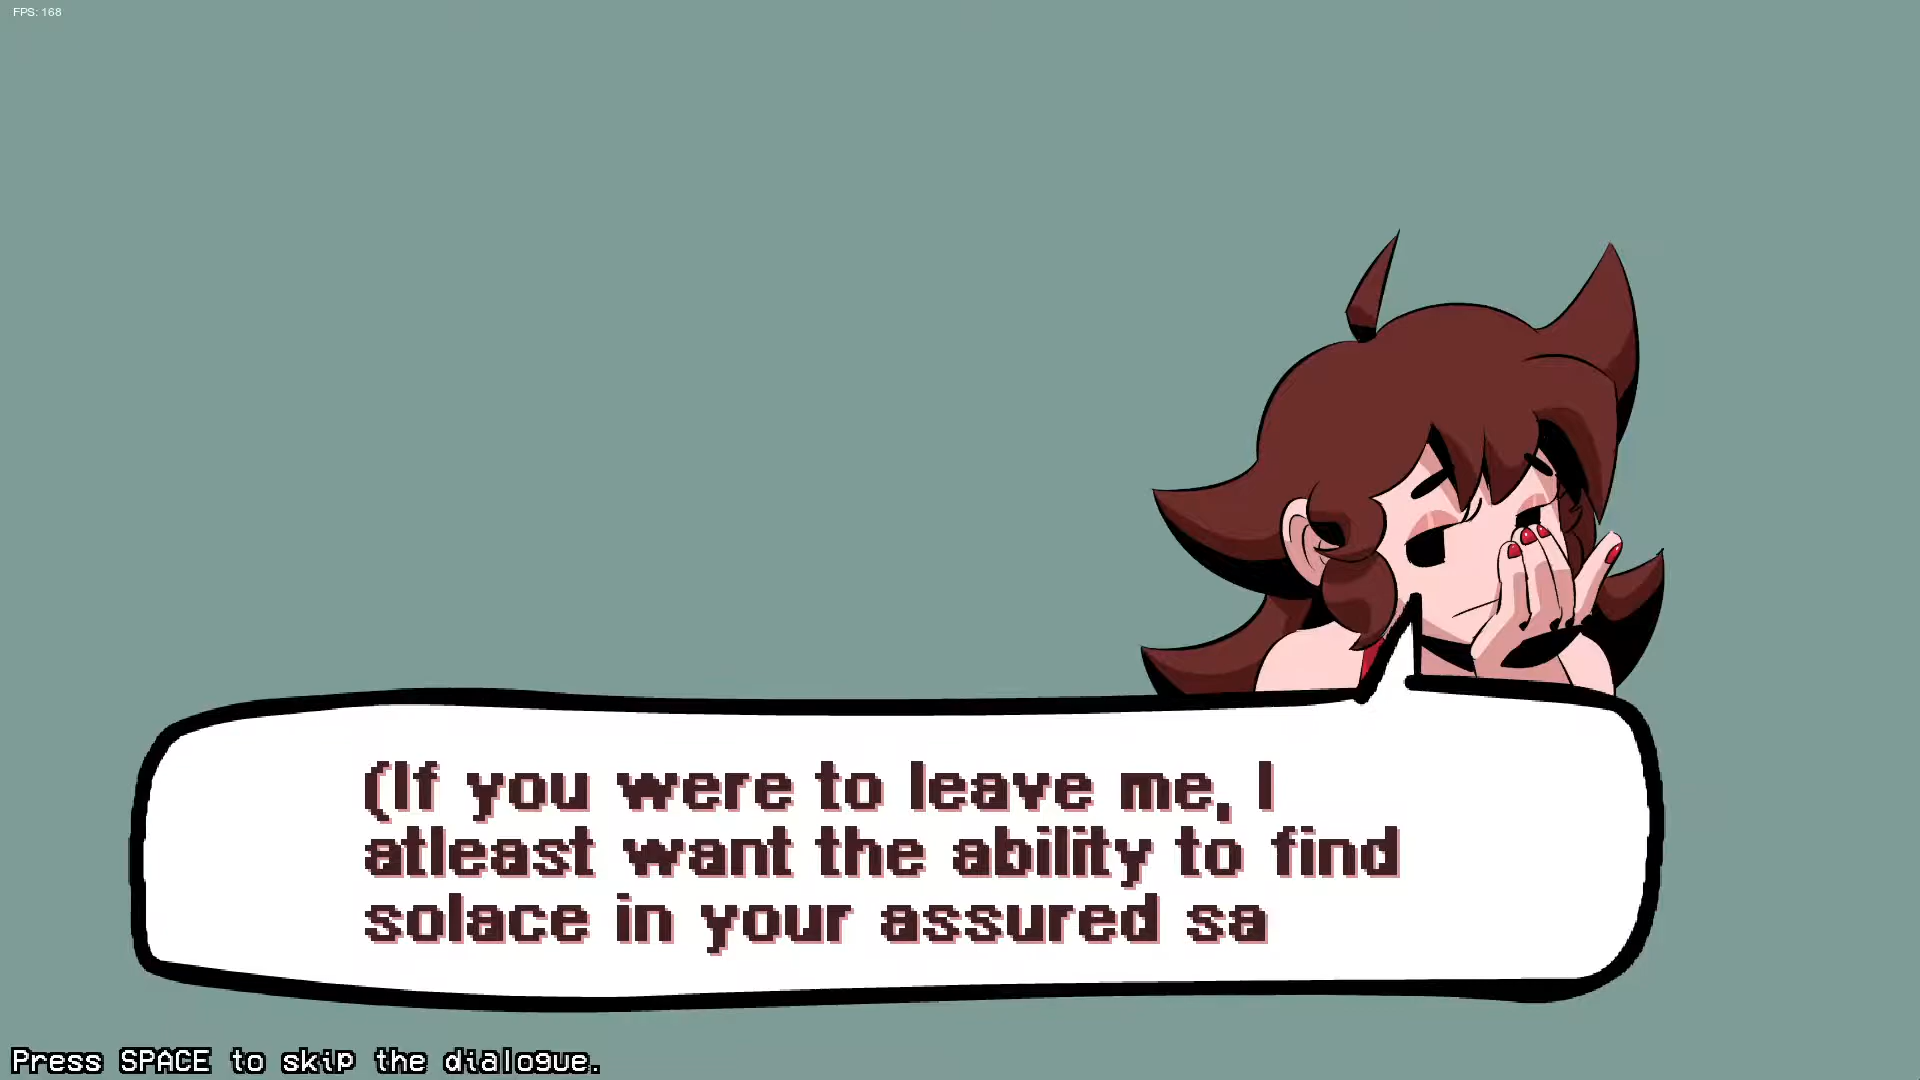 FPS: 168
(If you were to leave me, I
atleast want the ability to find
solace in your assured sa
Press SPACE to skip the dialogue.